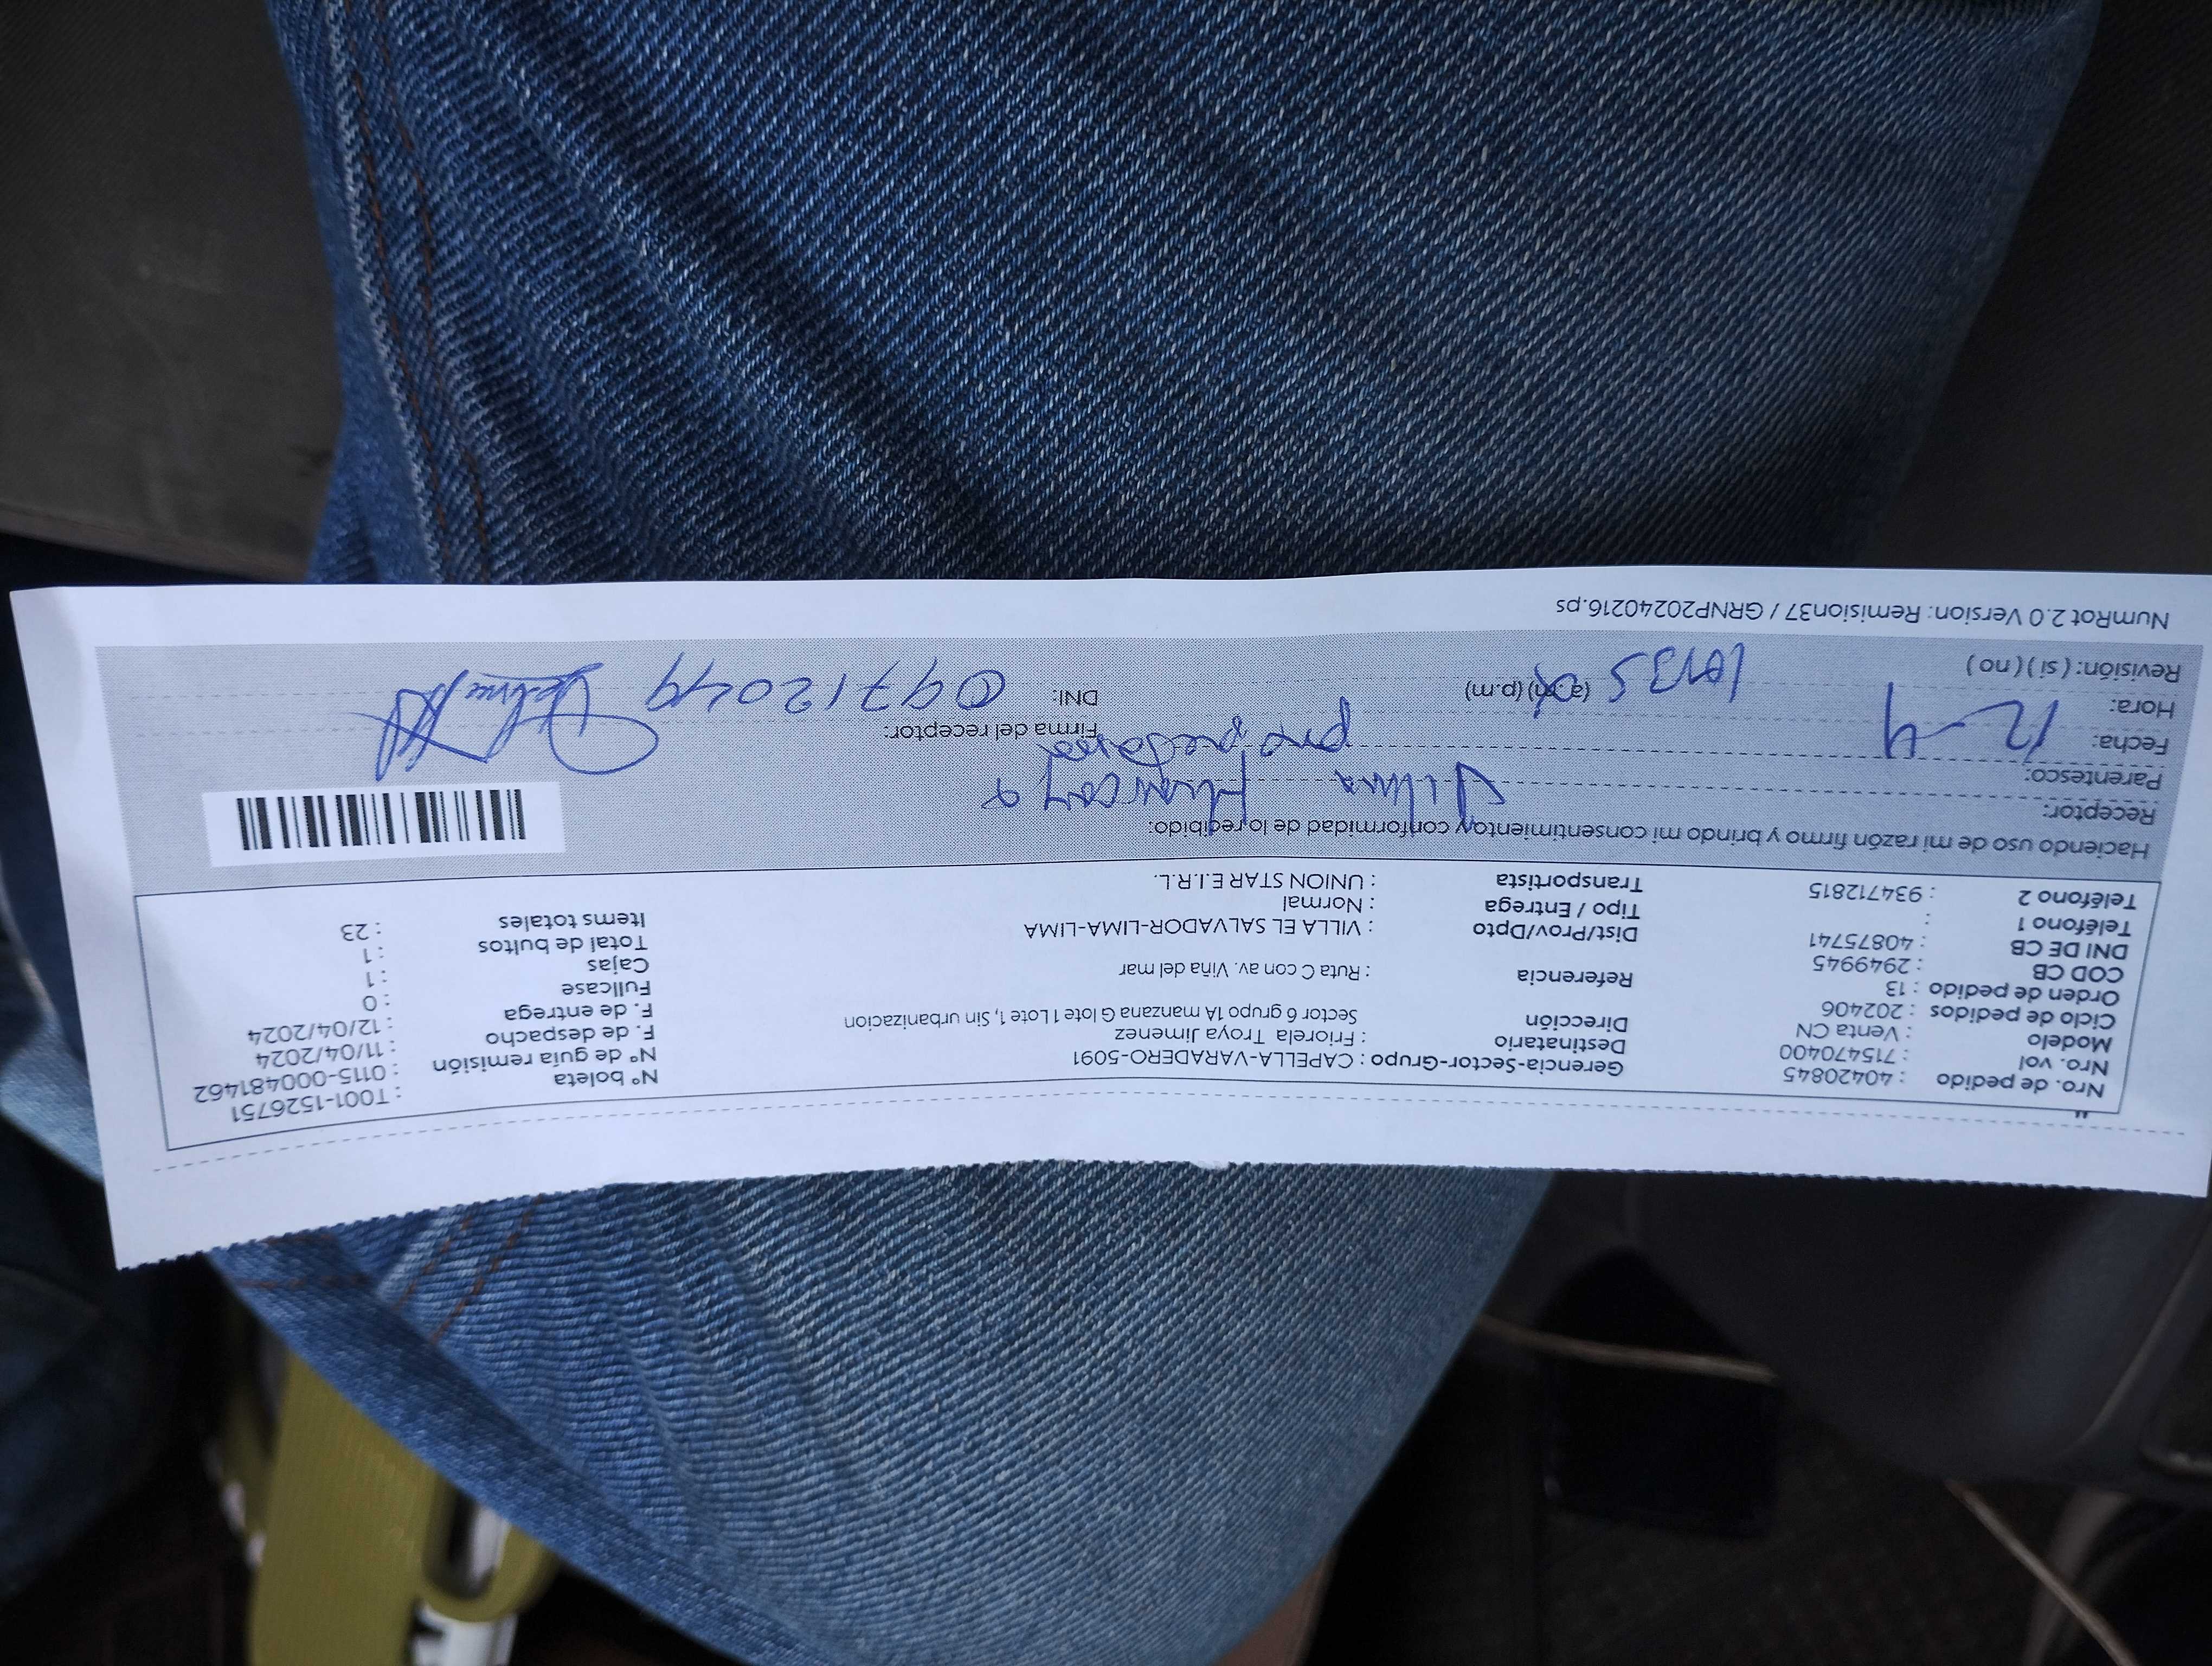 Nro. de pedido : 40420845
Nro. vol : 715470400
Modelo : Venta CN
Ciclo de pedidos : 202406
Orden de pedido : 13
COD CB : 2949945
DNI DE CB : 40875741
Teléfono 1 :
Teléfono 2 : 934712815
Gerencia-Sector-Grupo : CAPELLA-VARADERO-5091
Destinatario : Friorela Troya Jimenez
Dirección Sector 6 grupo 1A manzana G lote 1 Lote 1, Sin urbanizacion
Referencia : Ruta C con av. Viña del mar
Dist/Prov/Dpto : VILLA EL SALVADOR-LIMA-LIMA
Tipo / Entrega : Normal
Transportista : UNION STAR E.I.R.L.
Nº boleta : T001-1526751
Nº de guía remisión : 0115-000481462
F. de despacho : 11/04/2024
F. de entrega : 12/04/2024
Fullcase : 0
Cajas : 1
Total de bultos : 1
Items totales : 23
Haciendo uso de mi razón firmo y brindo mi consentimiento y conformidad de lo recibido:
Receptor: Huancaya
Parentesco:
Fecha: 12-4
Hora: (a.m) (p.m)
Revisión: ( si ) ( no )
Firma del receptor:
DNI: 09712044
NumRot 2.0 Version: Remision37 / GRNP20240216.ps